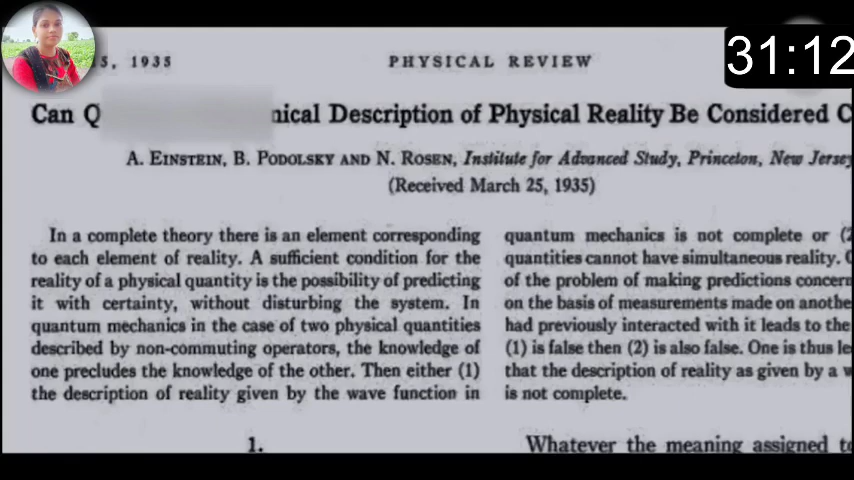 31:12
5, 1935 PHYSICAL REVIEW
Can Q nical Description of Physical Reality Be Considered C
A. EINSTEIN, B. PODOLSKY AND N. ROSEN, Institute for Advanced Study, Princeton, New Jersey
(Received March 25, 1935)
In a complete theory there is an element corresponding
to each element of reality. A sufficient condition for the
reality of a physical quantity is the possibility of predicting
it with certainty, without disturbing the system. In
quantum mechanics in the case of two physical quantities
described by non-commuting operators, the knowledge of
one precludes the knowledge of the other. Then either (1)
the description of reality given by the wave function in
quantum mechanics is not complete or (2
quantities cannot have simultaneous reality. C
of the problem of making predictions concern
on the basis of measurements made on anothe
had previously interacted with it leads to the
(1) is false then (2) is also false. One is thus le
that the description of reality as given by a w
is not complete.
1.
Whatever the meaning assigned to